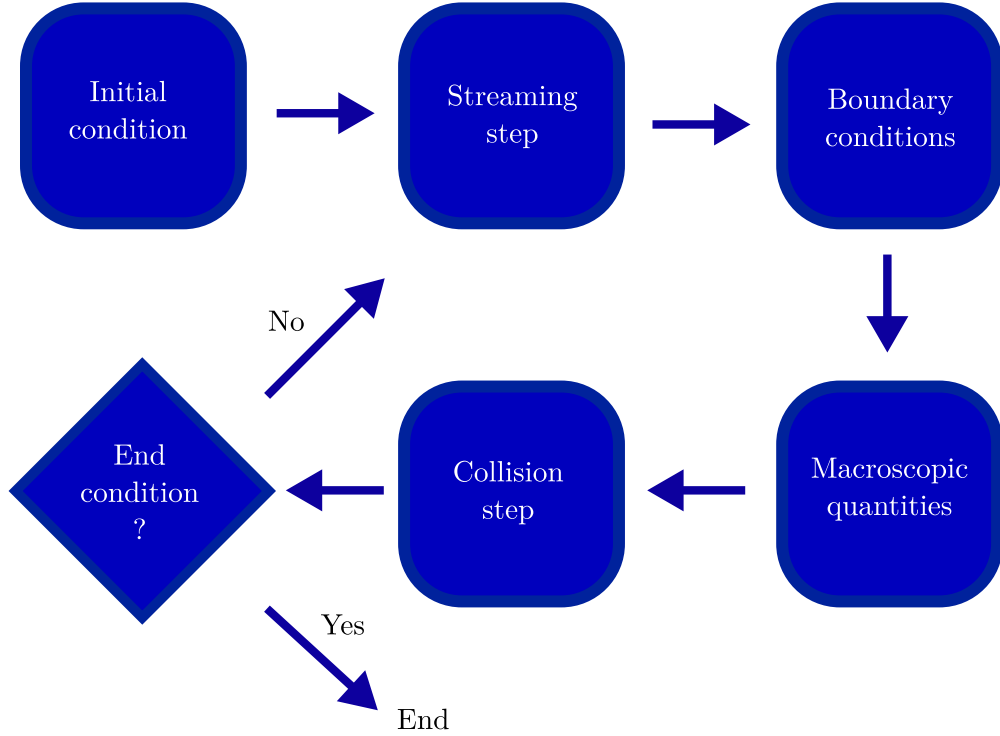 Initial
condition
Streaming
step
Boundary
conditions
No
End
condition
?
Collision
step
Macroscopic
quantities
Yes
End